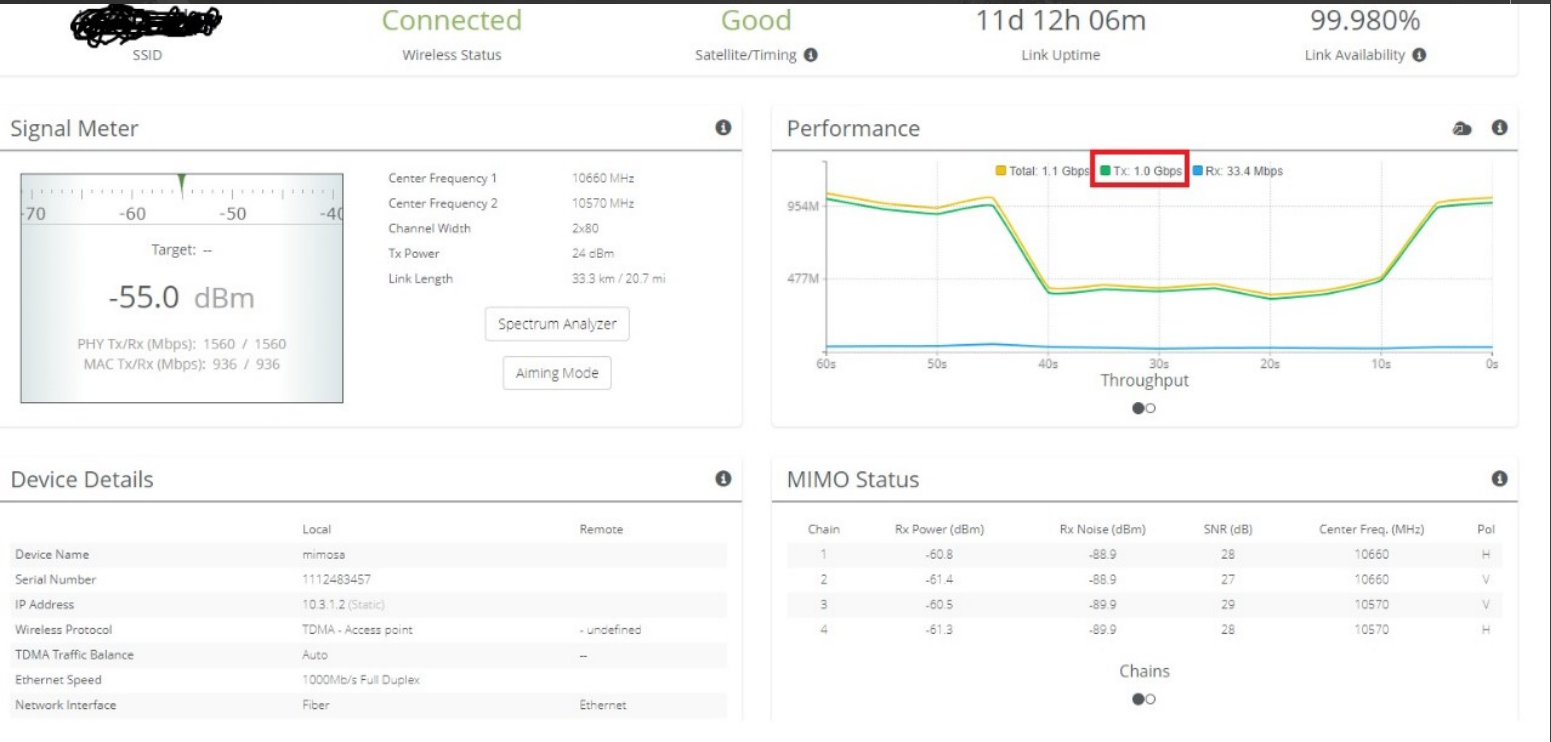 Connected Good 11d 12h 06m 99.980%
SSID Wireless Status Satellite/Timing Link Uptime Link Availability
Signal Meter
-70 -60 -50 -40
Target: --
-55.0 dBm
PHY Tx/Rx (Mbps): 1560 / 1560
MAC Tx/Rx (Mbps): 936 / 936
Center Frequency 1 10660 MHz
Center Frequency 2 10570 MHz
Channel Width 2x80
Tx Power 24 dBm
Link Length 33.3 km / 20.7 mi
Spectrum Analyzer
Aiming Mode
Performance
Total: 1.1 Gbps Tx: 1.0 Gbps Rx: 33.4 Mbps
954M
477M
60s 50s 40s 30s 20s 10s 0s
Throughput
Device Details
Local Remote
Device Name mimosa
Serial Number 1112483457
IP Address 10.3.1.2 (Static)
Wireless Protocol TDMA - Access point - undefined
TDMA Traffic Balance Auto --
Ethernet Speed 1000Mb/s Full Duplex
Network Interface Fiber Ethernet
MIMO Status
Chain Rx Power (dBm) Rx Noise (dBm) SNR (dB) Center Freq. (MHz) Pol
1 -60.8 -88.9 28 10660 H
2 -61.4 -88.9 27 10660 V
3 -60.5 -89.9 29 10570 V
4 -61.3 -89.9 28 10570 H
Chains